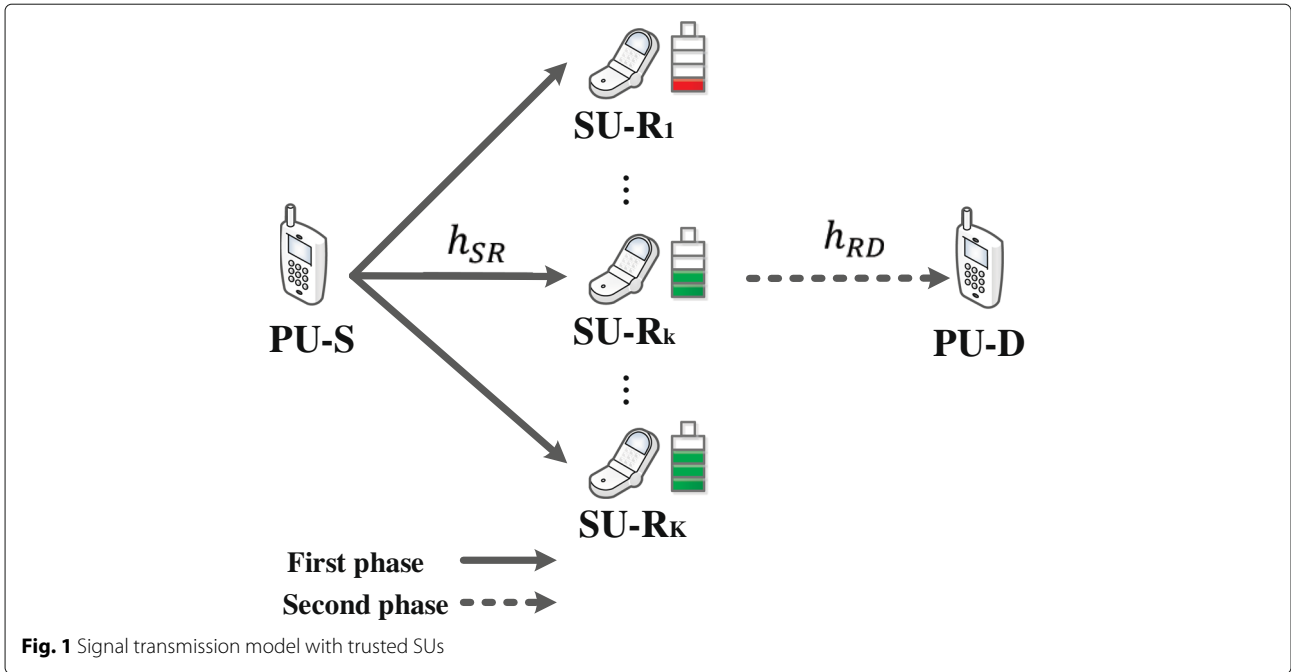 SU-R1
⋮
h_SR
h_RD
PU-S
SU-Rk
PU-D
⋮
SU-RK
First phase
Second phase
Fig. 1 Signal transmission model with trusted SUs